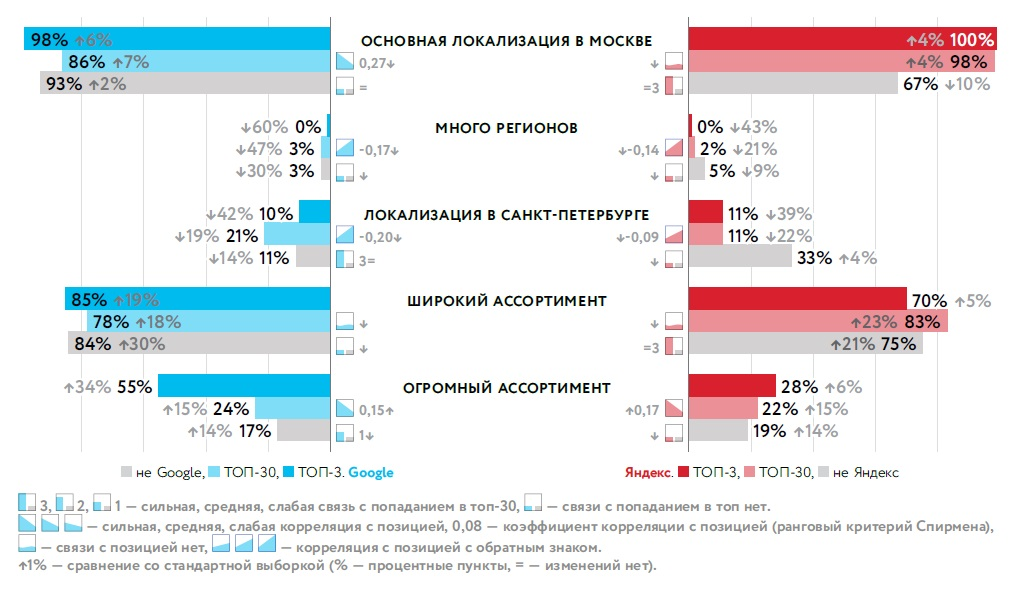 98% ↑6% ОСНОВНАЯ ЛОКАЛИЗАЦИЯ В МОСКВЕ ↑4% 100%
86% ↑7% 0,27↓ ↓ ↑4% 98%
93% ↑2% = =3 67% ↓10%
↓60% 0% МНОГО РЕГИОНОВ 0% ↓43%
↓47% 3% -0,17↓ ↓-0,14 2% ↓21%
↓30% 3% ↓ ↓ 5% ↓9%
↓42% 10% ЛОКАЛИЗАЦИЯ В САНКТ-ПЕТЕРБУРГЕ 11% ↓39%
↓19% 21% -0,20↓ ↓-0,09 11% ↓22%
↓14% 11% 3= ↓ 33% ↑4%
85% ↑19% ШИРОКИЙ АССОРТИМЕНТ 70% ↑5%
78% ↑18% ↓ ↓ ↑23% 83%
84% ↑30% ↓ =3 ↑21% 75%
↑34% 55% ОГРОМНЫЙ АССОРТИМЕНТ 28% ↑6%
↑15% 24% 0,15↑ ↑0,17 22% ↑15%
↑14% 17% 1↓ ↓ 19% ↑14%
не Google, ТОП-30, ТОП-3. Google Яндекс. ТОП-3, ТОП-30, не Яндекс
3, 2, 1 — сильная, средняя, слабая связь с попаданием в топ-30, — связи с попаданием в топ нет.
— сильная, средняя, слабая корреляция с позицией, 0,08 — коэффициент корреляции с позицией (ранговый критерий Спирмена),
— связи с позицией нет, — корреляция с позицией с обратным знаком.
↑1% — сравнение со стандартной выборкой (% — процентные пункты, = — изменений нет).